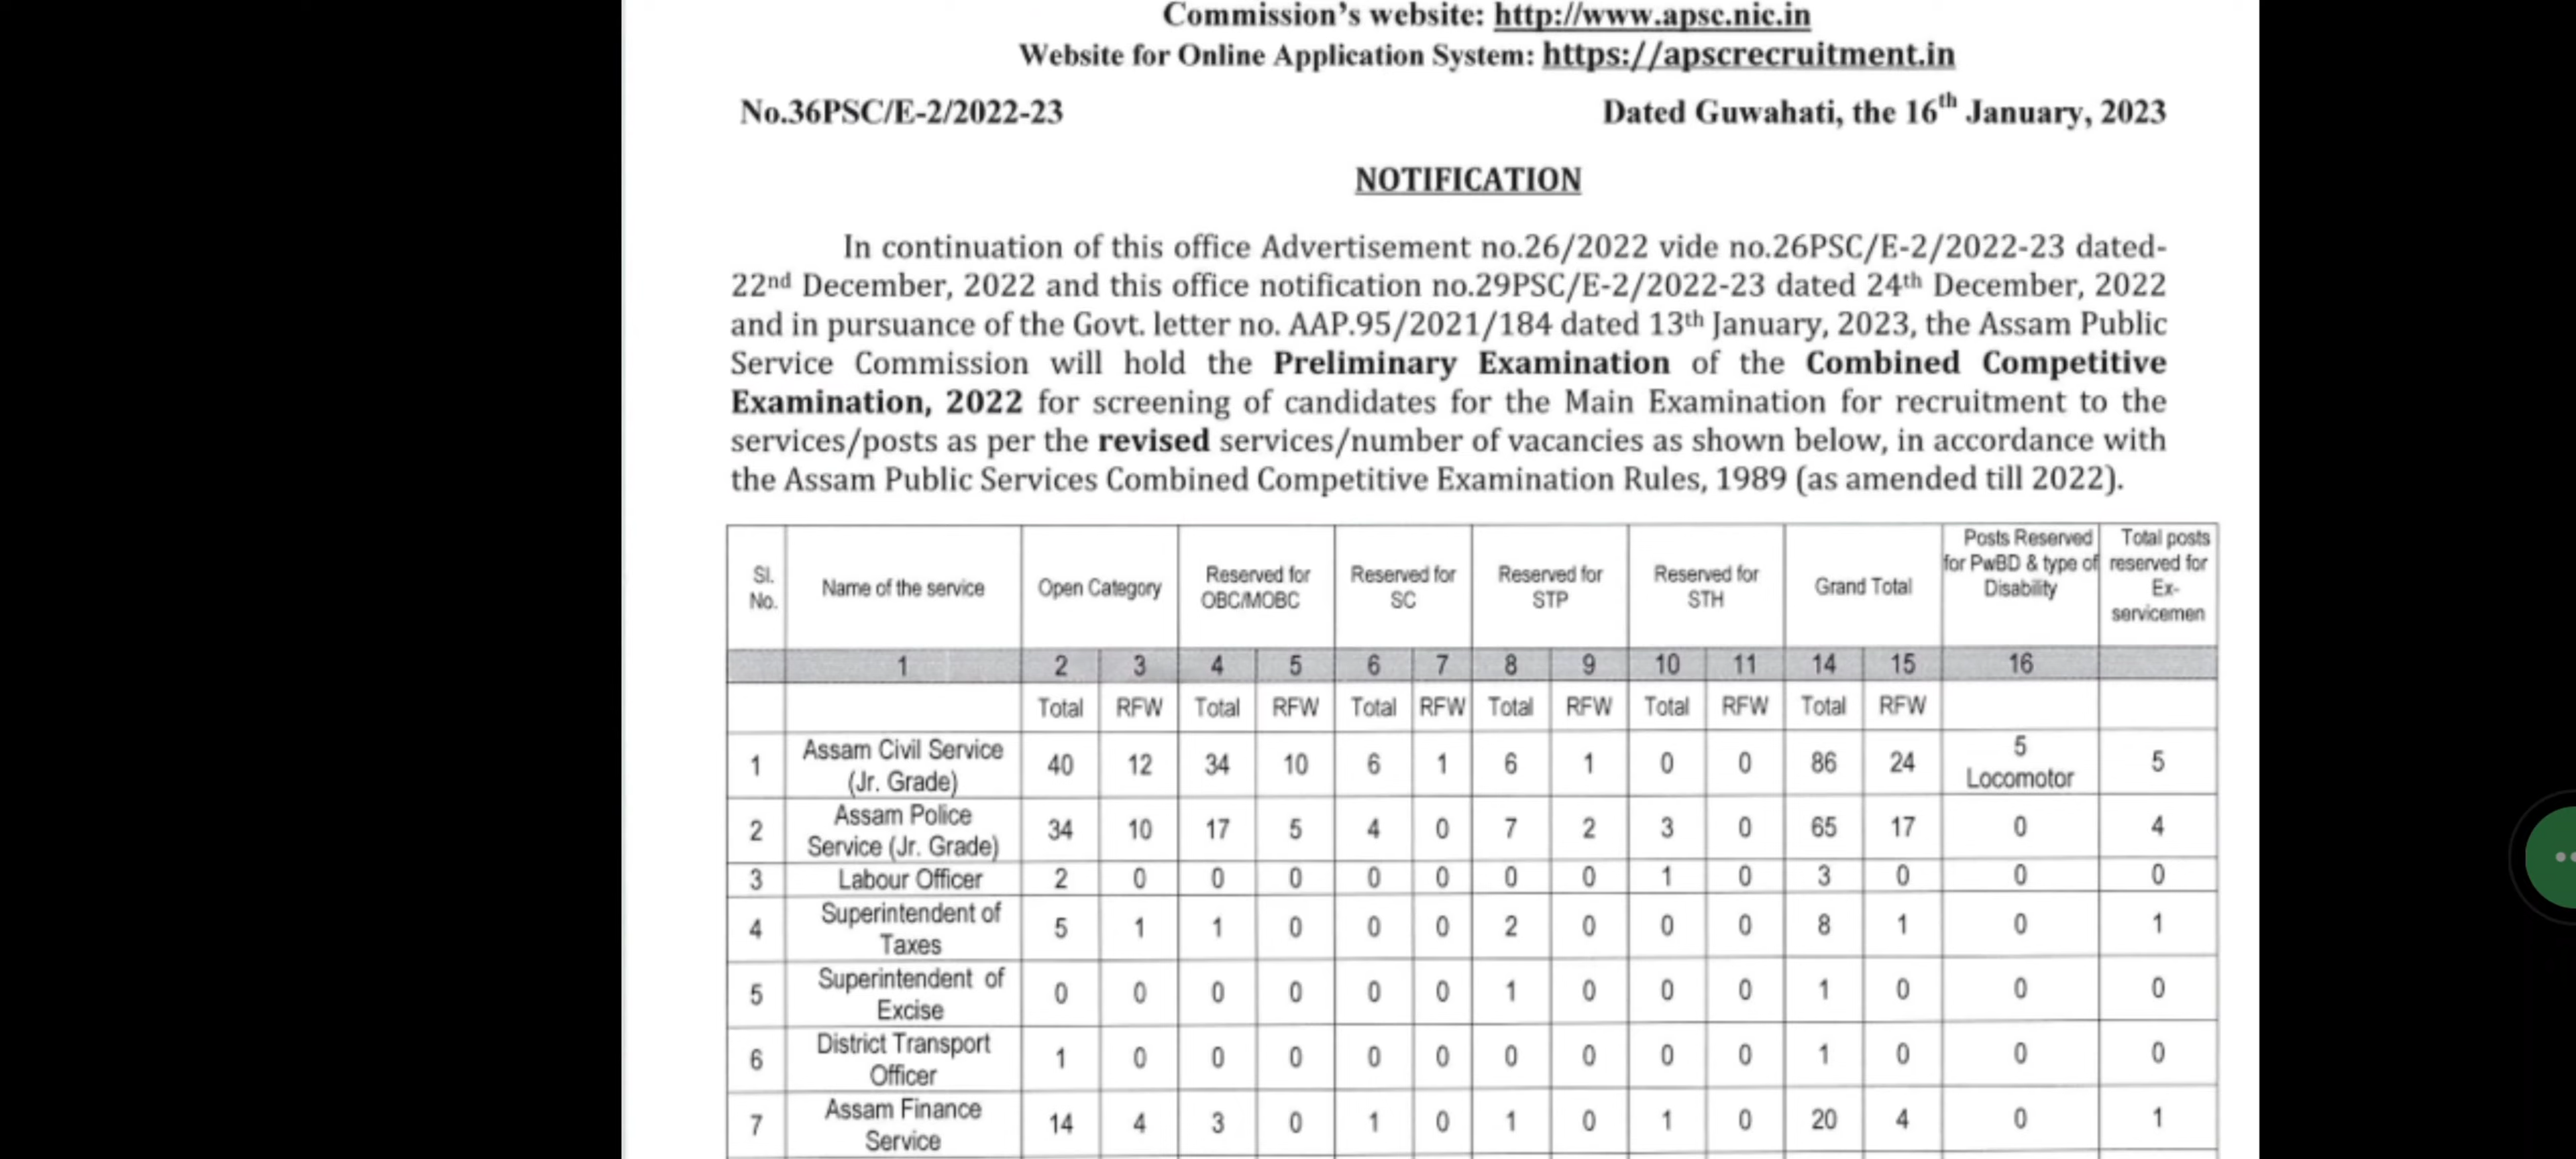 Commission's website: http://www.apsc.nic.in
Website for Online Application System: https://apscrecruitment.in
No.36PSC/E-2/2022-23 Dated Guwahati, the 16th January, 2023
NOTIFICATION
In continuation of this office Advertisement no.26/2022 vide no.26PSC/E-2/2022-23 dated-
22nd December, 2022 and this office notification no.29PSC/E-2/2022-23 dated 24th December, 2022
and in pursuance of the Govt. letter no. AAP.95/2021/184 dated 13th January, 2023, the Assam Public
Service Commission will hold the Preliminary Examination of the Combined Competitive
Examination, 2022 for screening of candidates for the Main Examination for recruitment to the
services/posts as per the revised services/number of vacancies as shown below, in accordance with
the Assam Public Services Combined Competitive Examination Rules, 1989 (as amended till 2022).
Sl. No. Name of the service Open Category Reserved for OBC/MOBC Reserved for SC Reserved for STP Reserved for STH Grand Total Posts Reserved for PwBD & type of Disability Total posts reserved for Ex-servicemen
1 2 3 4 5 6 7 8 9 10 11 14 15 16
Total RFW Total RFW Total RFW Total RFW Total RFW Total RFW
1 Assam Civil Service (Jr. Grade) 40 12 34 10 6 1 6 1 0 0 86 24 5 Locomotor 5
2 Assam Police Service (Jr. Grade) 34 10 17 5 4 0 7 2 3 0 65 17 0 4
3 Labour Officer 2 0 0 0 0 0 0 0 1 0 3 0 0 0
4 Superintendent of Taxes 5 1 1 0 0 0 2 0 0 0 8 1 0 1
5 Superintendent of Excise 0 0 0 0 0 0 1 0 0 0 1 0 0 0
6 District Transport Officer 1 0 0 0 0 0 0 0 0 0 1 0 0 0
7 Assam Finance Service 14 4 3 0 1 0 1 0 1 0 20 4 0 1